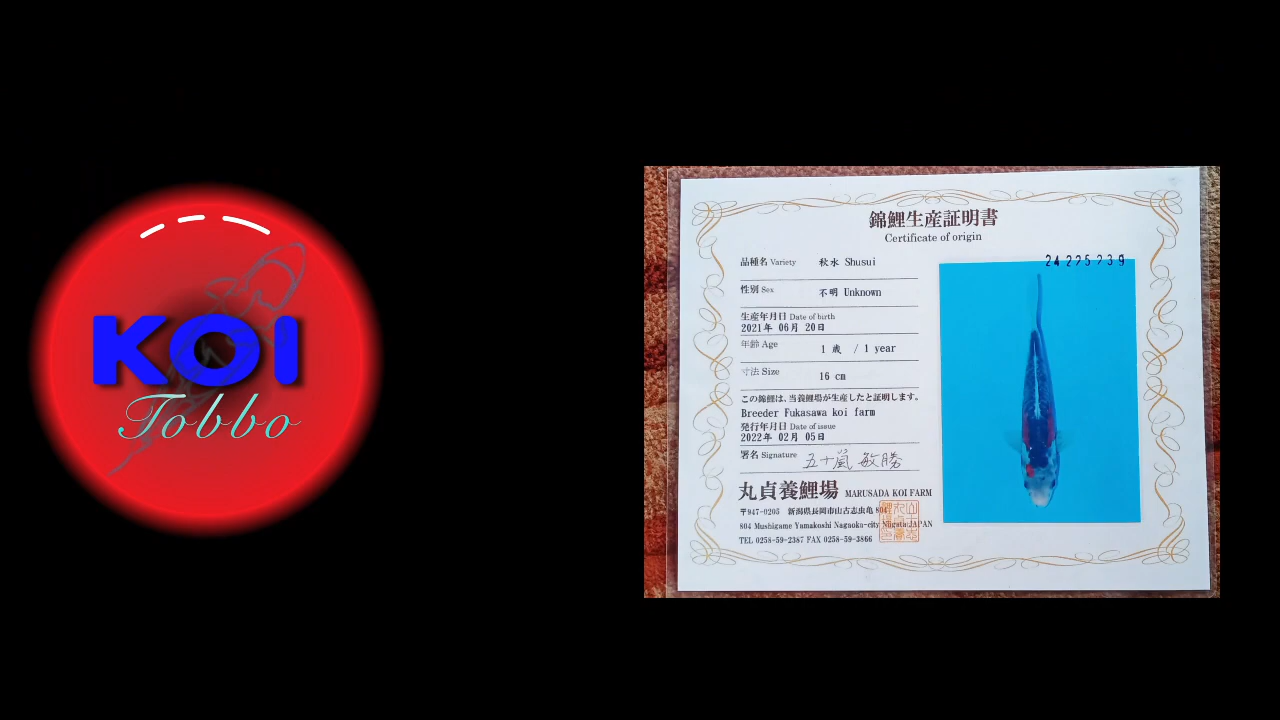 KOI
Tobbo
錦鯉生産証明書
Certificate of origin
24225239
品種名 Variety 秋水 Shusui
性別 Sex 不明 Unknown
生産年月日 Date of birth
2021年 06月 20日
年齢 Age 1 歳 / 1 year
寸法 Size 16 cm
この錦鯉は、当養鯉場が生産したと証明します。
Breeder Fukasawa koi farm
発行年月日 Date of issue
2022年 02月 05日
署名 Signature 五十嵐 敏勝
丸貞養鯉場 MARUSADA KOI FARM
〒947-0203 新潟県長岡市山古志虫亀 804
804 Mushigame Yamakoshi Nagaoka-city Niigata JAPAN
TEL 0258-59-2387 FAX 0258-59-3866